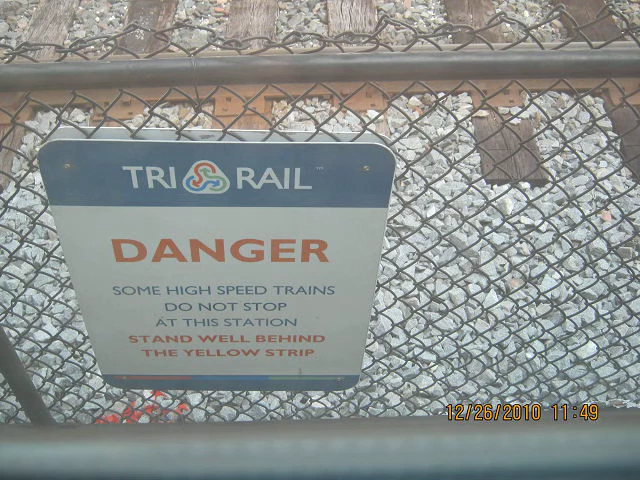 TRI RAIL ™
DANGER
SOME HIGH SPEED TRAINS
DO NOT STOP
AT THIS STATION
STAND WELL BEHIND
THE YELLOW STRIP
12/26/2010 11:49